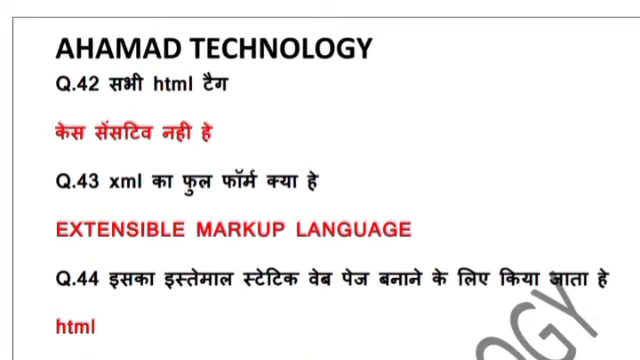 AHAMAD TECHNOLOGY
Q.42 सभी html टैग
केस सेंसटिव नही हे
Q.43 xml का फुल फॉर्म क्या हे
EXTENSIBLE MARKUP LANGUAGE
Q.44 इसका इस्तेमाल स्टेटिक वेब पेज बनाने के लिए किया जाता हे
html